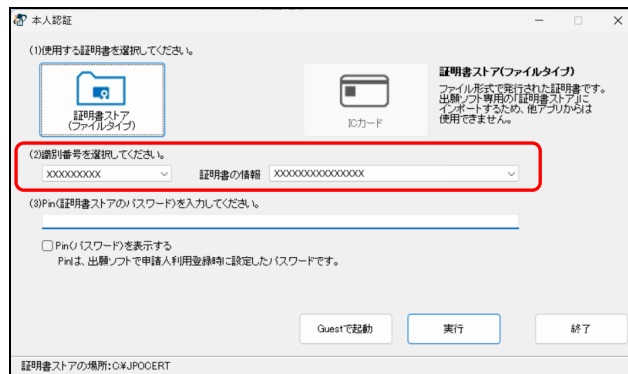 本人認証
(1)使用する証明書を選択してください。
証明書ストア
(ファイルタイプ)
ICカード
証明書ストア(ファイルタイプ)
ファイル形式で発行された証明書です。
出願ソフト専用の「証明書ストア」に
インポートするため、他アプリからは
使用できません。
(2)識別番号を選択してください。
XXXXXXXXX 証明書の情報 XXXXXXXXXXXXXXX
(3)Pin(証明書ストアのパスワード)を入力してください。
Pin(パスワード)を表示する
Pinは、出願ソフトで申請人利用登録時に設定したパスワードです。
Guestで起動 実行 終了
証明書ストアの場所:C:¥JPOCERT